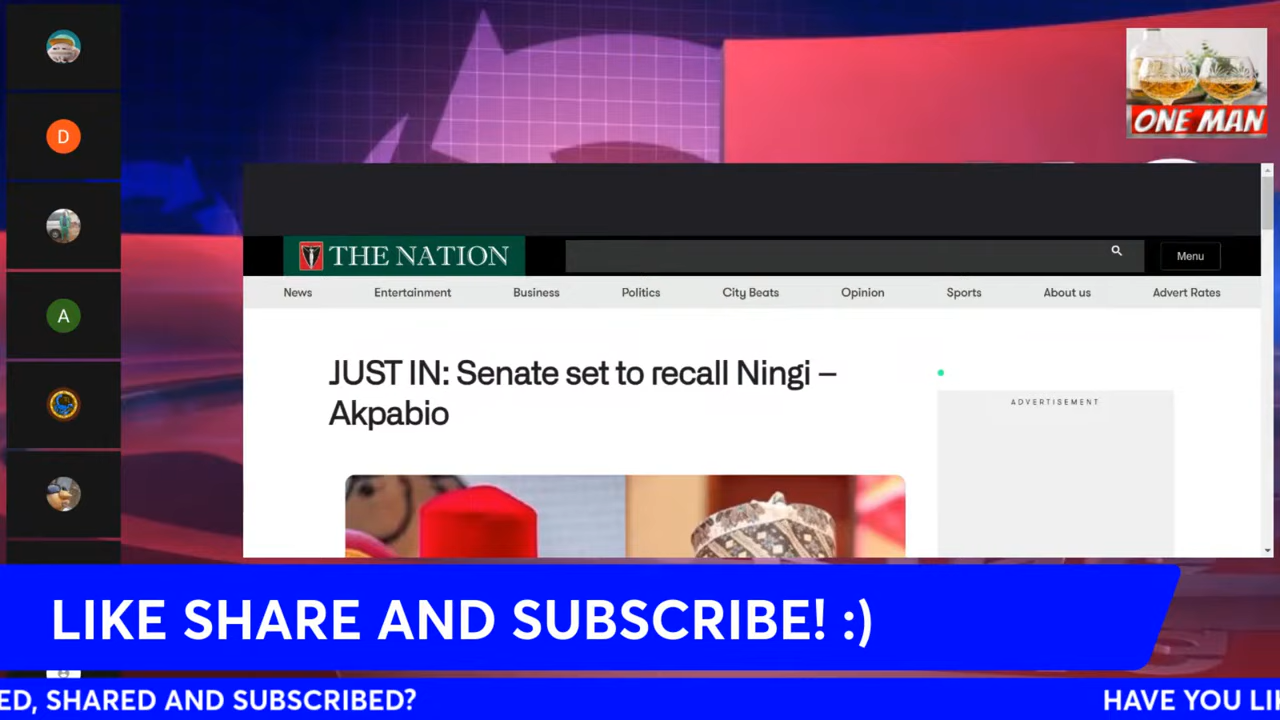 ONE MAN
D
A
THE NATION
Menu
News Entertainment Business Politics City Beats Opinion Sports About us Advert Rates
JUST IN: Senate set to recall Ningi –
Akpabio
ADVERTISEMENT
LIKE SHARE AND SUBSCRIBE! :)
ED, SHARED AND SUBSCRIBED? HAVE YOU LI